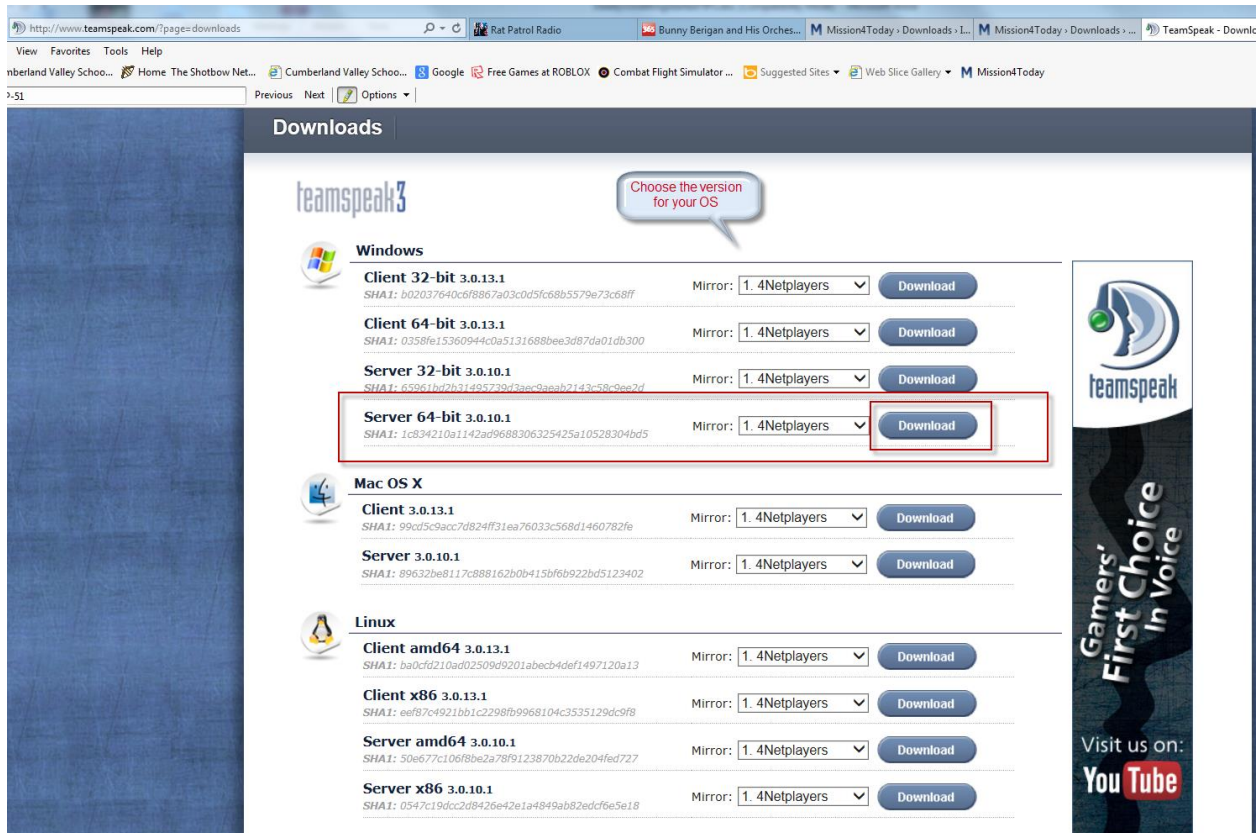 http://www.teamspeak.com/?page=downloads
Rat Patrol Radio
Bunny Berigan and His Orches...
Mission4Today › Downloads › I...
Mission4Today › Downloads › ...
TeamSpeak - Downlo
View Favorites Tools Help
mberland Valley Schoo...
Home The Shotbow Net...
Cumberland Valley Schoo...
Google
Free Games at ROBLOX
Combat Flight Simulator ...
Suggested Sites
Web Slice Gallery
Mission4Today
P-51
Previous Next Options
Downloads
teamspeak3
Choose the version
for your OS
Windows
Client 32-bit 3.0.13.1
SHA1: b02037640c6f8867a03c0d5fc68b5579e73c68ff
Mirror: 1. 4Netplayers Download
Client 64-bit 3.0.13.1
SHA1: 0358fe15360944c0a5131688bee3d87da01db300
Mirror: 1. 4Netplayers Download
Server 32-bit 3.0.10.1
SHA1: 65961bd2b31495739d3aec9aeab2143c58c9ee2d
Mirror: 1. 4Netplayers Download
Server 64-bit 3.0.10.1
SHA1: 1c834210a1142ad9688306325425a10528304bd5
Mirror: 1. 4Netplayers Download
Mac OS X
Client 3.0.13.1
SHA1: 99cd5c9acc7d824ff31ea76033c568d1460782fe
Mirror: 1. 4Netplayers Download
Server 3.0.10.1
SHA1: 89632be8117c888162b0b415bf6b922bd5123402
Mirror: 1. 4Netplayers Download
Linux
Client amd64 3.0.13.1
SHA1: ba0cfd210ad02509d9201abecb4def1497120a13
Mirror: 1. 4Netplayers Download
Client x86 3.0.13.1
SHA1: eef87c4921bb1c2298fb9968104c3535129dc9f8
Mirror: 1. 4Netplayers Download
Server amd64 3.0.10.1
SHA1: 50e677c106f8be2a78f9123870b22de204fed727
Mirror: 1. 4Netplayers Download
Server x86 3.0.10.1
SHA1: 0547c19dcc2d8426e42e1a4849ab82edcf6e5e18
Mirror: 1. 4Netplayers Download
teamspeak
Gamers'
First Choice
In Voice
Visit us on:
YouTube